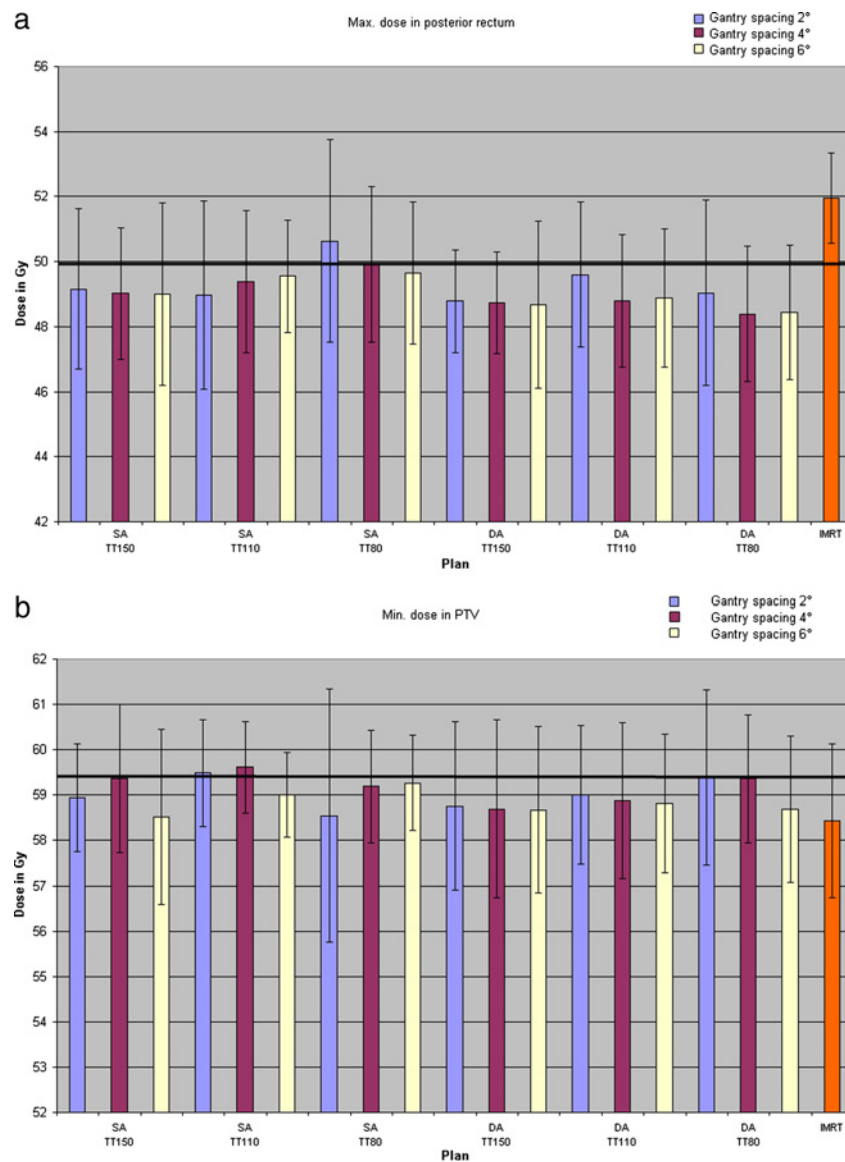 a
Max. dose in posterior rectum
Gantry spacing 2°
Gantry spacing 4°
Gantry spacing 6°
56
54
52
50
48
46
44
42
Dose in Gy
SA SA SA DA DA DA IMRT
TT150 TT110 TT80 TT150 TT110 TT80
Plan
b
Min. dose in PTV
Gantry spacing 2°
Gantry spacing 4°
Gantry spacing 6°
62
61
60
59
58
57
56
55
54
53
52
Dose in Gy
SA SA SA DA DA DA IMRT
TT150 TT110 TT80 TT150 TT110 TT80
Plan